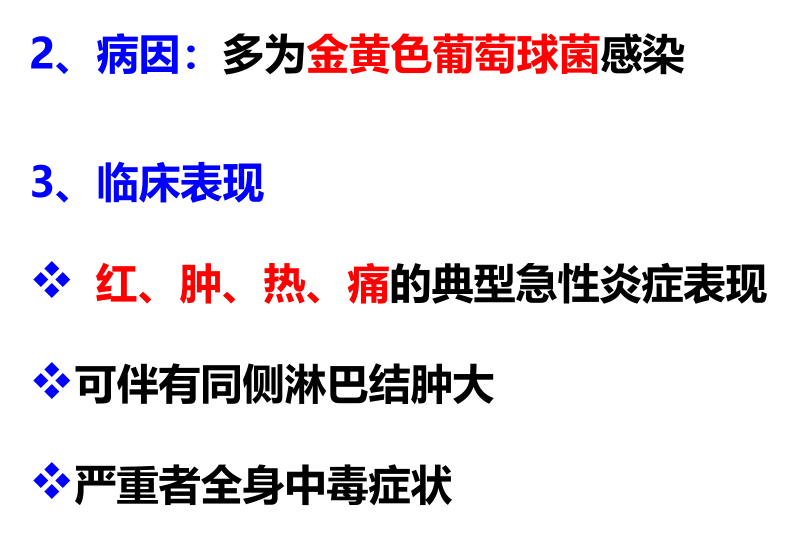 2、病因：多为金黄色葡萄球菌感染
3、临床表现
❖ 红、肿、热、痛的典型急性炎症表现
❖可伴有同侧淋巴结肿大
❖严重者全身中毒症状